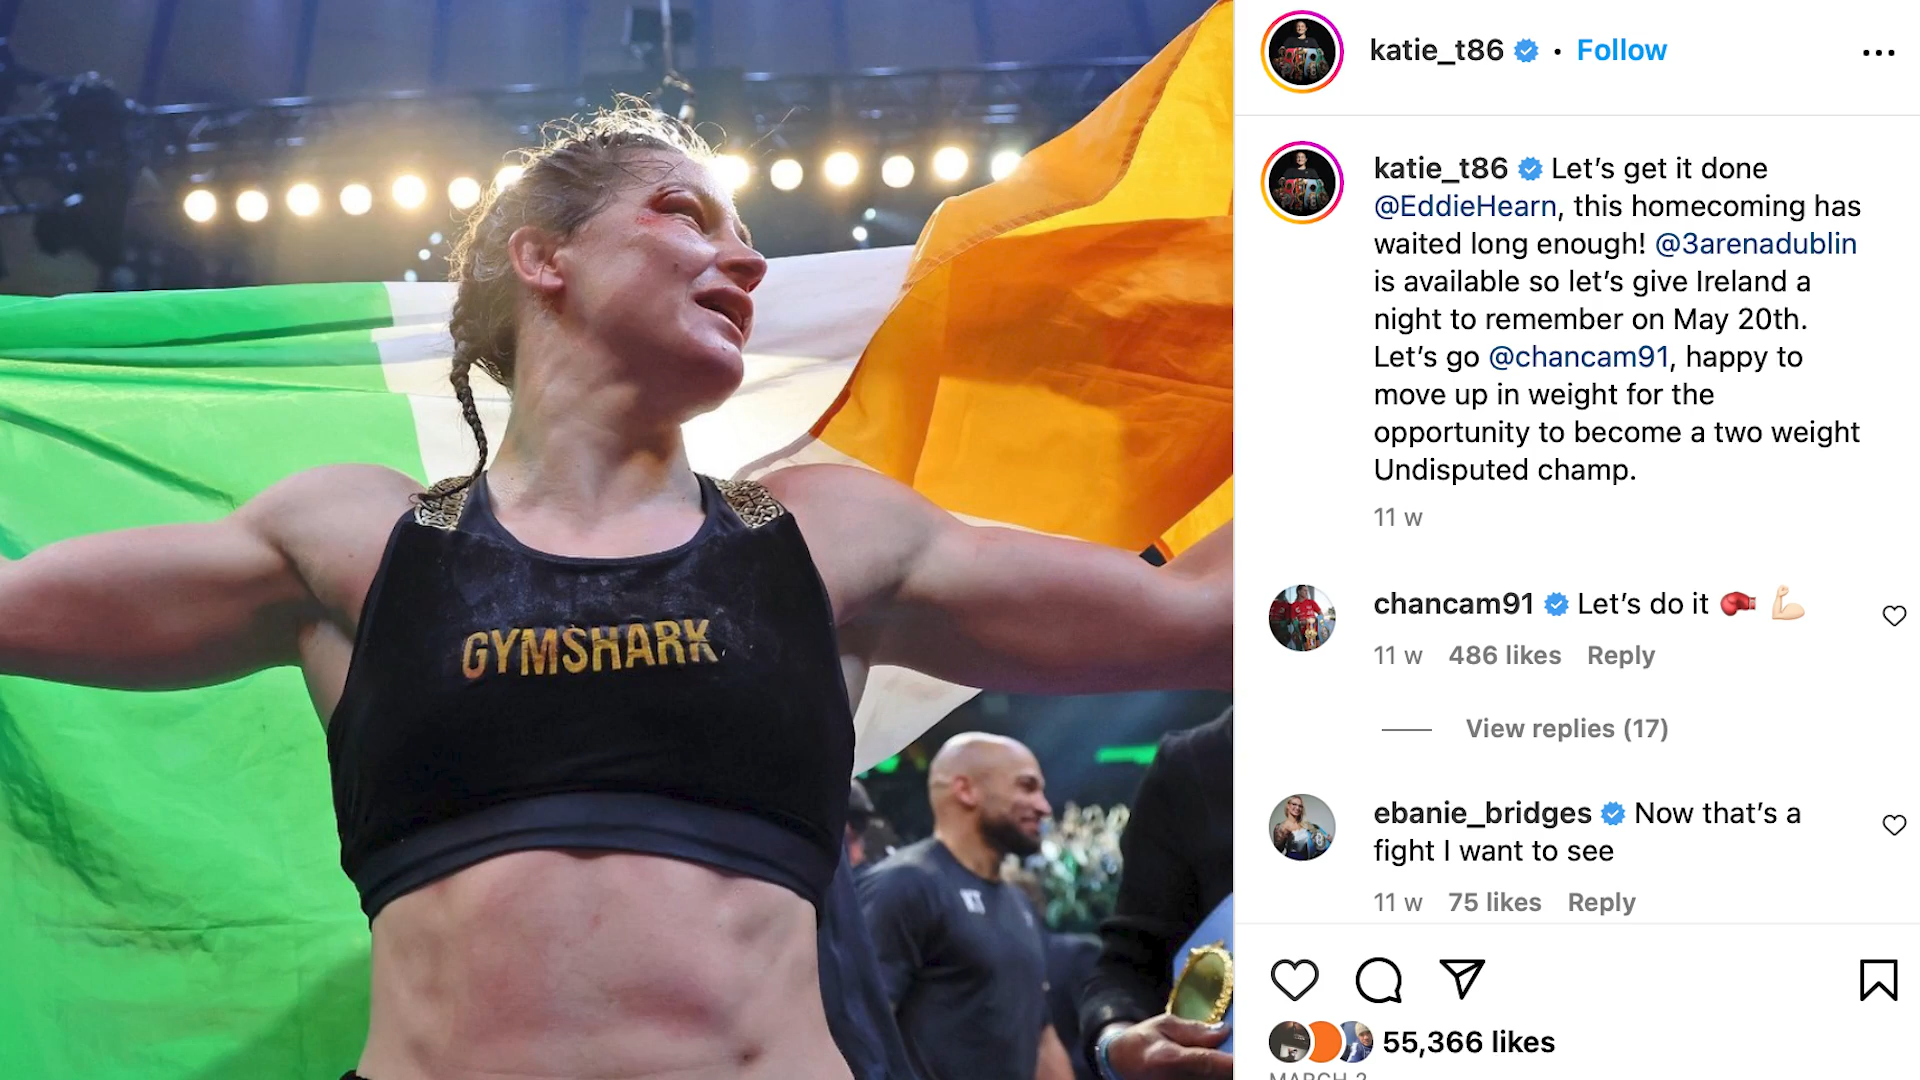 katie_t86 • Follow
katie_t86 Let's get it done
@EddieHearn, this homecoming has
waited long enough! @3arenadublin
is available so let's give Ireland a
night to remember on May 20th.
Let's go @chancam91, happy to
move up in weight for the
opportunity to become a two weight
Undisputed champ.
11 w
chancam91 Let's do it 🥊 💪🏻
11 w 486 likes Reply
View replies (17)
ebanie_bridges Now that's a
fight I want to see
11 w 75 likes Reply
55,366 likes
MARCH 2
GYMSHARK